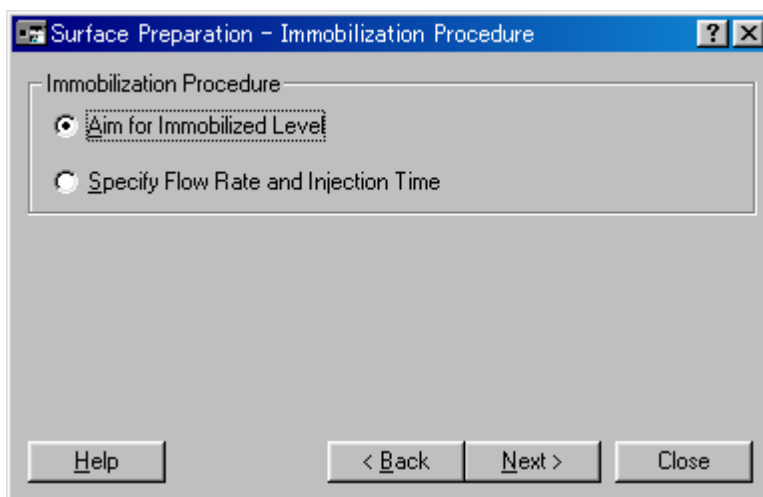 Surface Preparation - Immobilization Procedure
Immobilization Procedure
Aim for Immobilized Level
Specify Flow Rate and Injection Time
Help < Back Next > Close